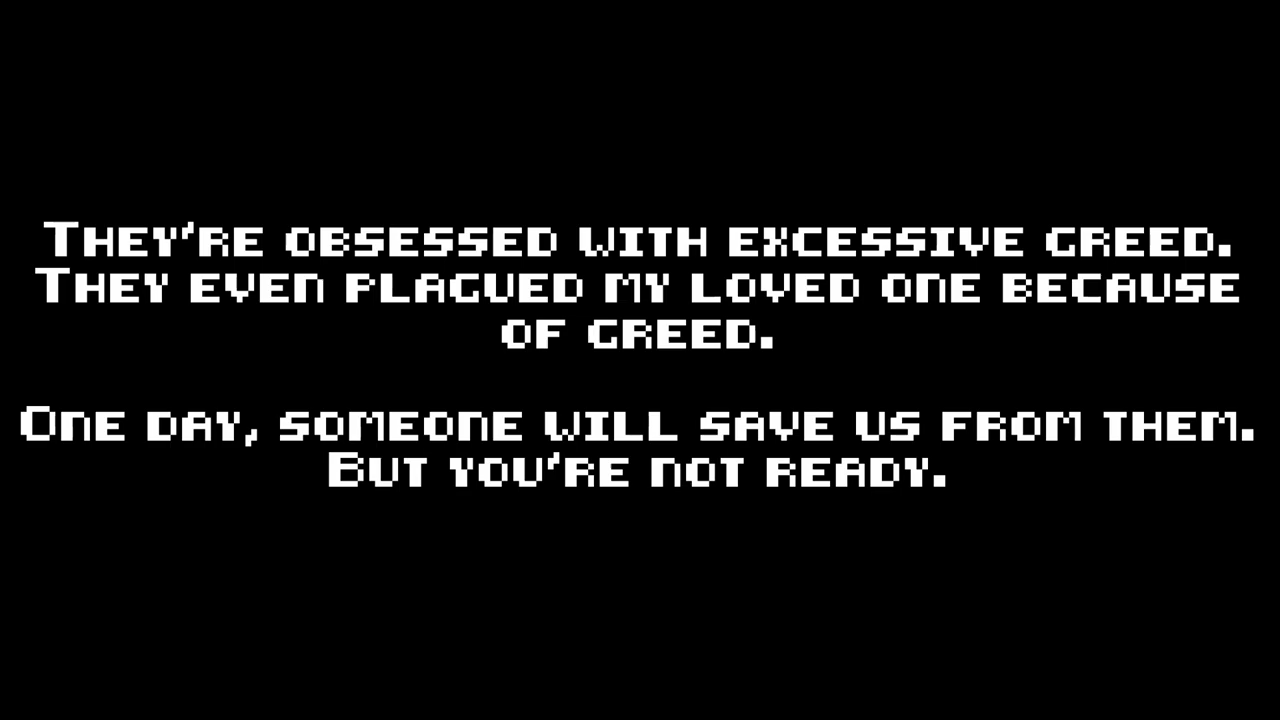 They're obsessed with excessive greed.
They even plagued my loved one because
of greed.
One day, someone will save us from them.
But you're not ready.